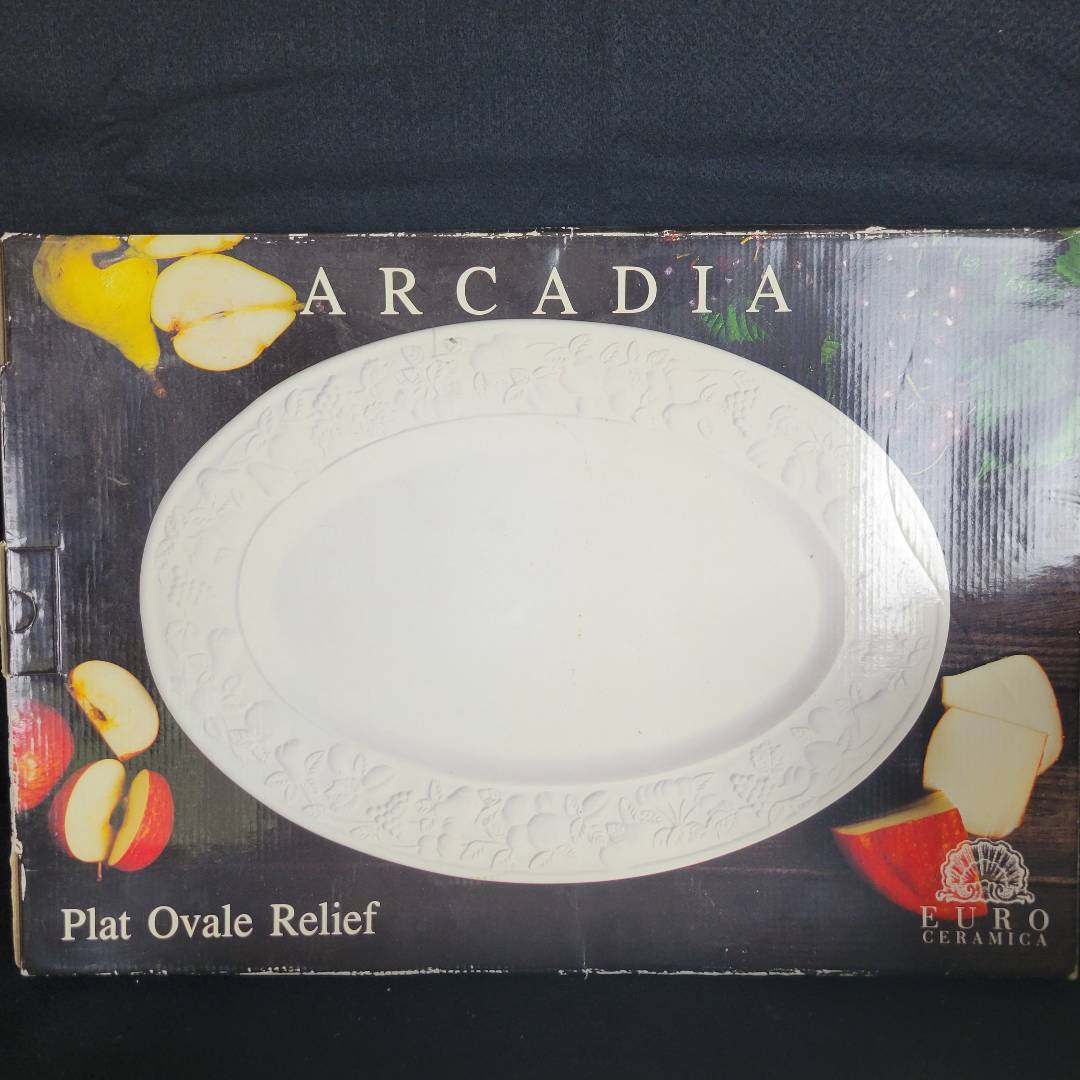 ARCADIA
Plat Ovale Relief
EURO
CERAMICA